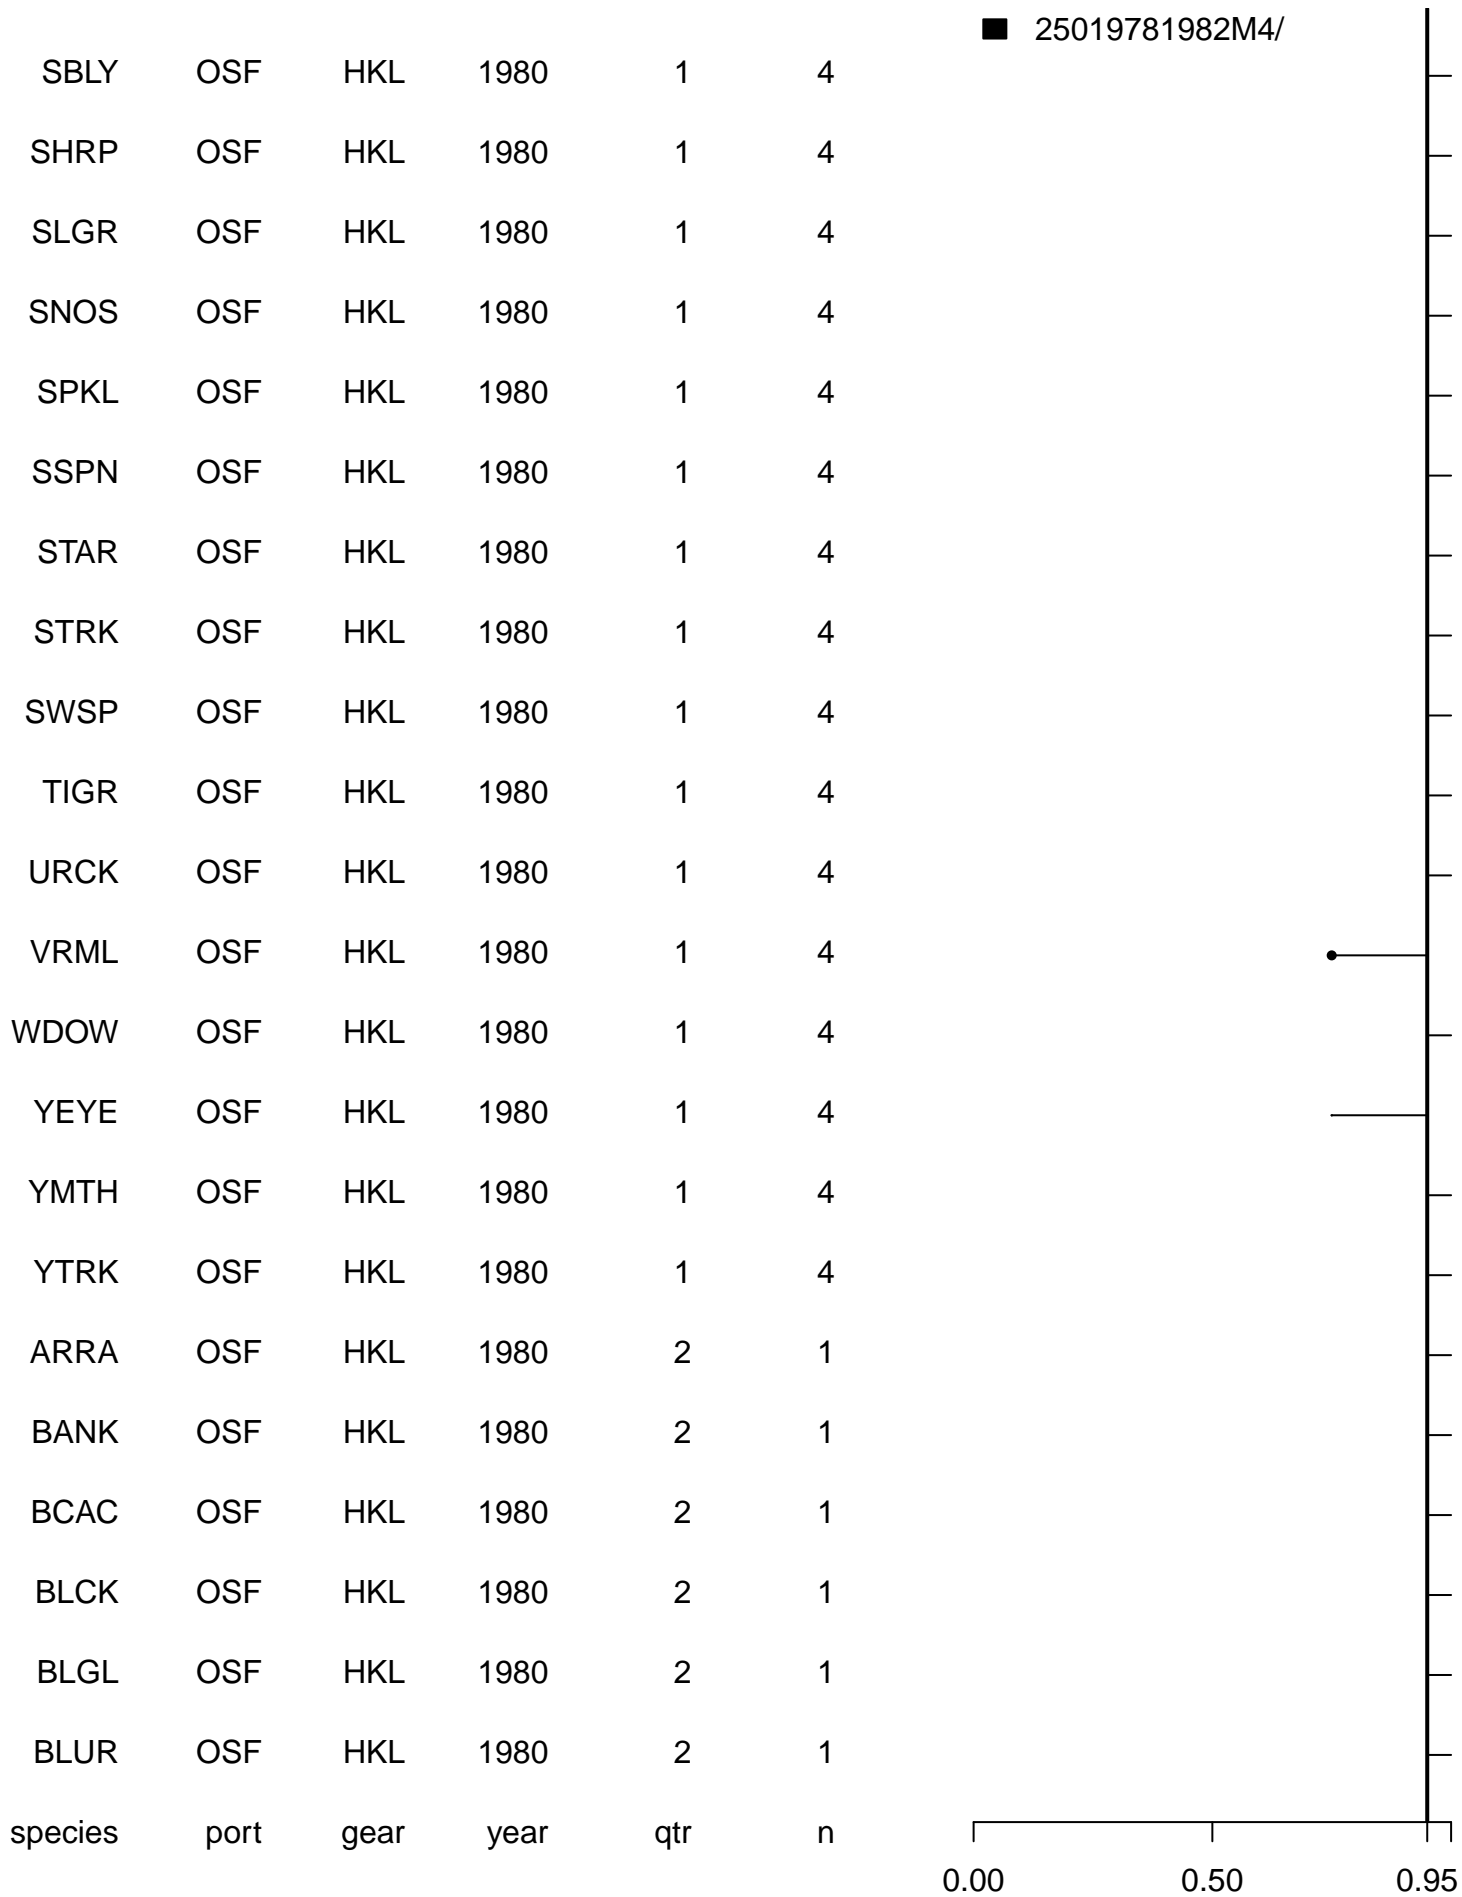 25019781982M4/
SBLY OSF HKL 1980 1 4
SHRP OSF HKL 1980 1 4
SLGR OSF HKL 1980 1 4
SNOS OSF HKL 1980 1 4
SPKL OSF HKL 1980 1 4
SSPN OSF HKL 1980 1 4
STAR OSF HKL 1980 1 4
STRK OSF HKL 1980 1 4
SWSP OSF HKL 1980 1 4
TIGR OSF HKL 1980 1 4
URCK OSF HKL 1980 1 4
VRML OSF HKL 1980 1 4
WDOW OSF HKL 1980 1 4
YEYE OSF HKL 1980 1 4
YMTH OSF HKL 1980 1 4
YTRK OSF HKL 1980 1 4
ARRA OSF HKL 1980 2 1
BANK OSF HKL 1980 2 1
BCAC OSF HKL 1980 2 1
BLCK OSF HKL 1980 2 1
BLGL OSF HKL 1980 2 1
BLUR OSF HKL 1980 2 1
species port gear year qtr n
0.00 0.50 0.95